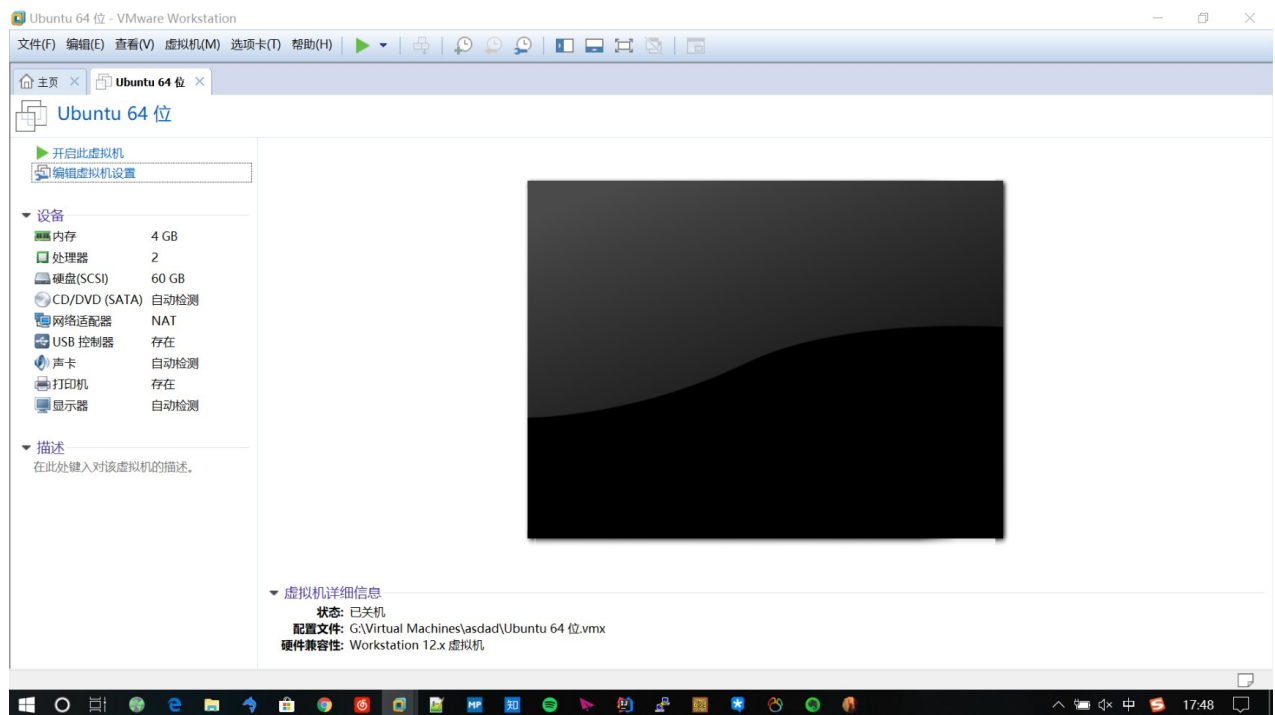 Ubuntu 64 位 - VMware Workstation
文件(F) 编辑(E) 查看(V) 虚拟机(M) 选项卡(T) 帮助(H)
主页 Ubuntu 64 位
Ubuntu 64 位
开启此虚拟机
编辑虚拟机设置
设备
内存 4 GB
处理器 2
硬盘(SCSI) 60 GB
CD/DVD (SATA) 自动检测
网络适配器 NAT
USB 控制器 存在
声卡 自动检测
打印机 存在
显示器 自动检测
描述
在此处键入对该虚拟机的描述。
虚拟机详细信息
状态: 已关机
配置文件: G:\Virtual Machines\asdad\Ubuntu 64 位.vmx
硬件兼容性: Workstation 12.x 虚拟机
MP 知 中 17:48